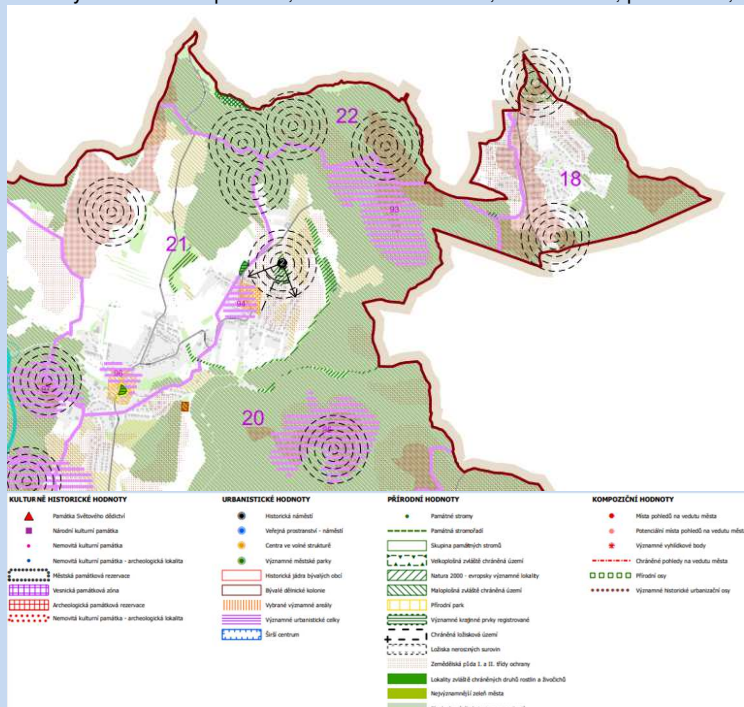 22
18
93
21
20
KULTURNĚ HISTORICKÉ HODNOTY
Památka Světového dědictví
Národní kulturní památka
Nemovitá kulturní památka
Nemovitá kulturní památka - archeologická lokalita
Městská památková rezervace
Vesnická památková zóna
Archeologická památková rezervace
Nemovitá kulturní památka - archeologická lokalita
URBANISTICKÉ HODNOTY
Historická náměstí
Veřejná prostranství - náměstí
Centra ve volné struktuře
Významné městské parky
Historická jádra bývalých obcí
Bývalé dělnické kolonie
Vybrané významné areály
Významné urbanistické celky
Širší centrum
PŘÍRODNÍ HODNOTY
Památné stromy
Památná stromořadí
Skupina památných stromů
Velkoplošná zvláště chráněná území
Natura 2000 - evropsky významné lokality
Maloplošná zvláště chráněná území
Přírodní park
Významné krajinné prvky registrované
Chráněná ložisková území
Ložiska nerostných surovin
Zemědělská půda I. a II. třídy ochrany
Lokality zvláště chráněných druhů rostlin a živočichů
Nejvýznamnější zeleň města
KOMPOZIČNÍ HODNOTY
Místa pohledů na vedutu města
Potenciální místa pohledů na vedutu měst
Významné vyhlídkové body
Chráněné pohledy na vedutu města
Přírodní osy
Významné historické urbanizační osy